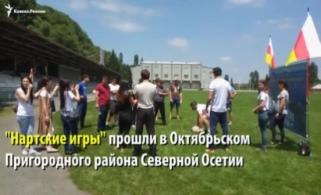 Кавказ.Реалии
"Нартские игры" прошли в Октябрьском
Пригородного района Северной Осетии